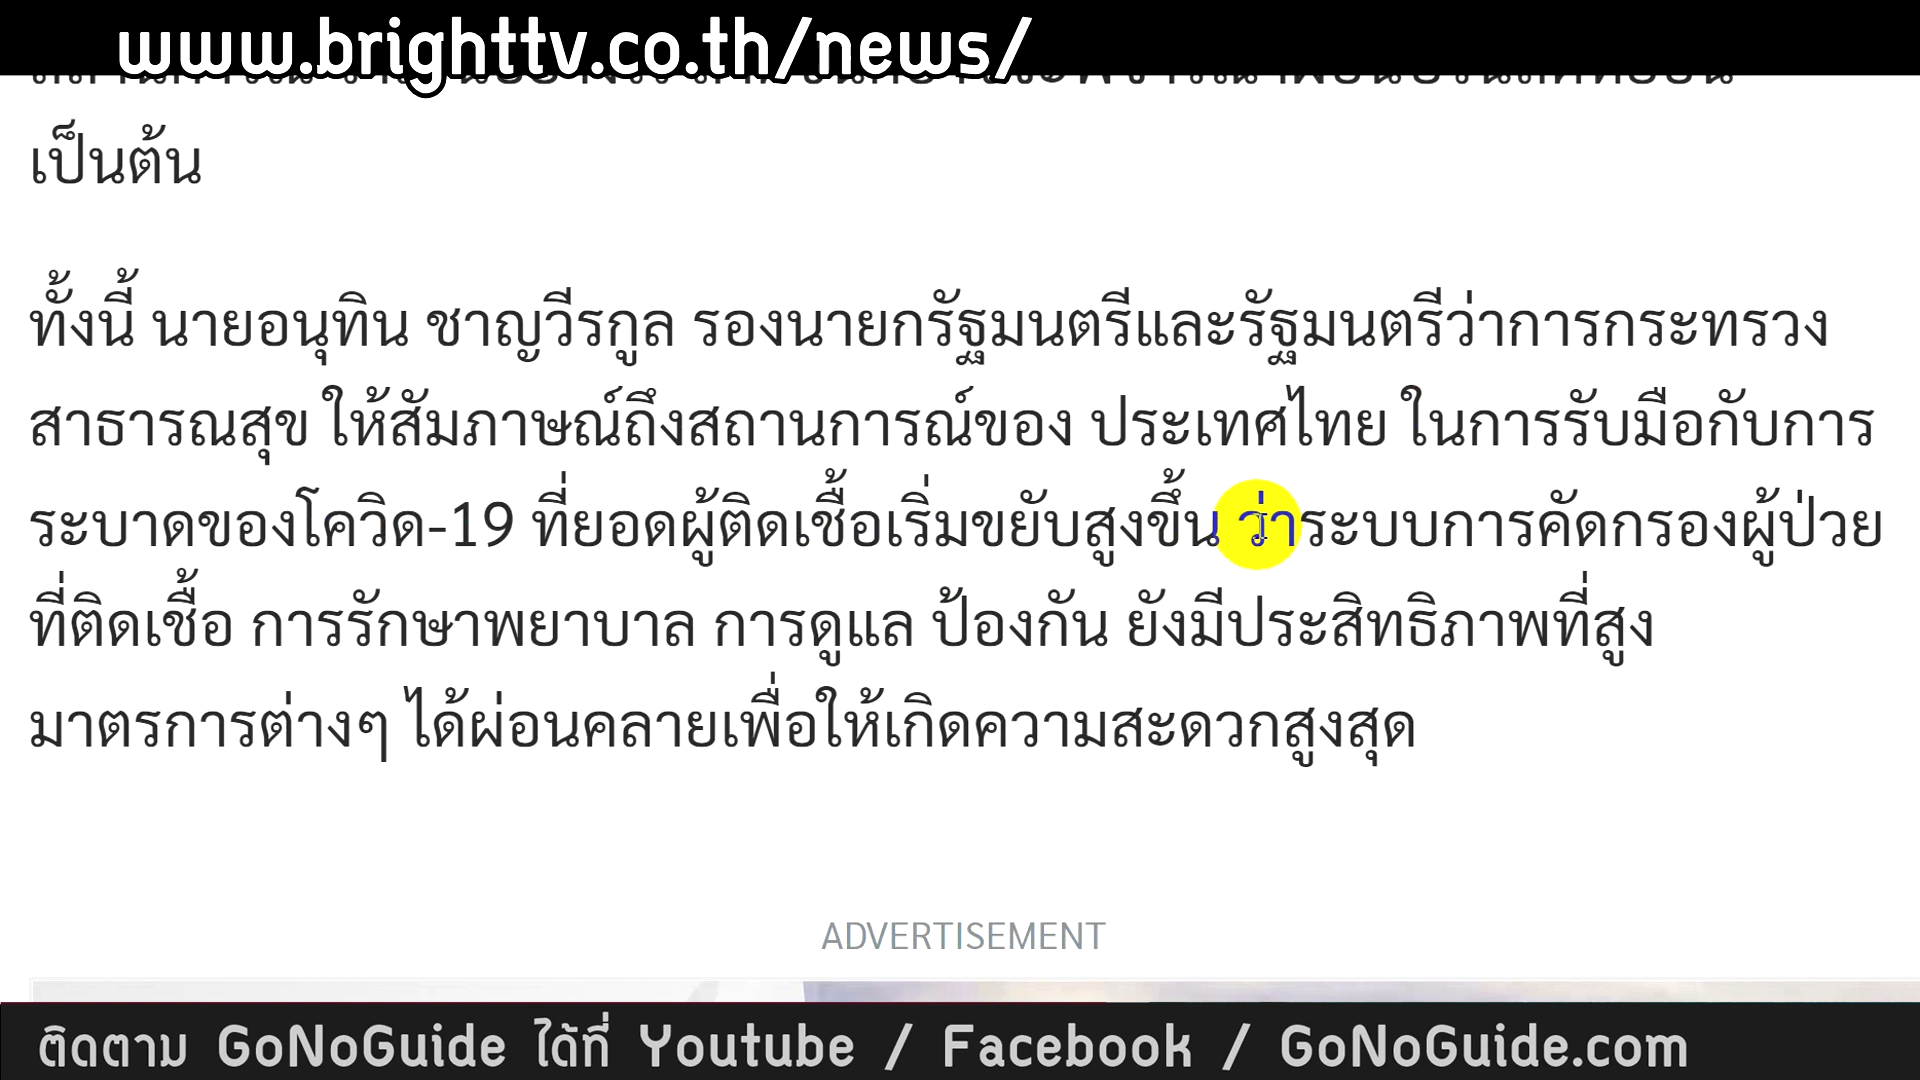 www.brighttv.co.th/news/
เป็นต้น
ทั้งนี้ นายอนุทิน ชาญวีรกูล รองนายกรัฐมนตรีและรัฐมนตรีว่าการกระทรวง
สาธารณสุข ให้สัมภาษณ์ถึงสถานการณ์ของ ประเทศไทย ในการรับมือกับการ
ระบาดของโควิด-19 ที่ยอดผู้ติดเชื้อเริ่มขยับสูงขึ้น ว่าระบบการคัดกรองผู้ป่วย
ที่ติดเชื้อ การรักษาพยาบาล การดูแล ป้องกัน ยังมีประสิทธิภาพที่สูง
มาตรการต่างๆ ได้ผ่อนคลายเพื่อให้เกิดความสะดวกสูงสุด
ADVERTISEMENT
ติดตาม GoNoGuide ได้ที่ Youtube / Facebook / GoNoGuide.com